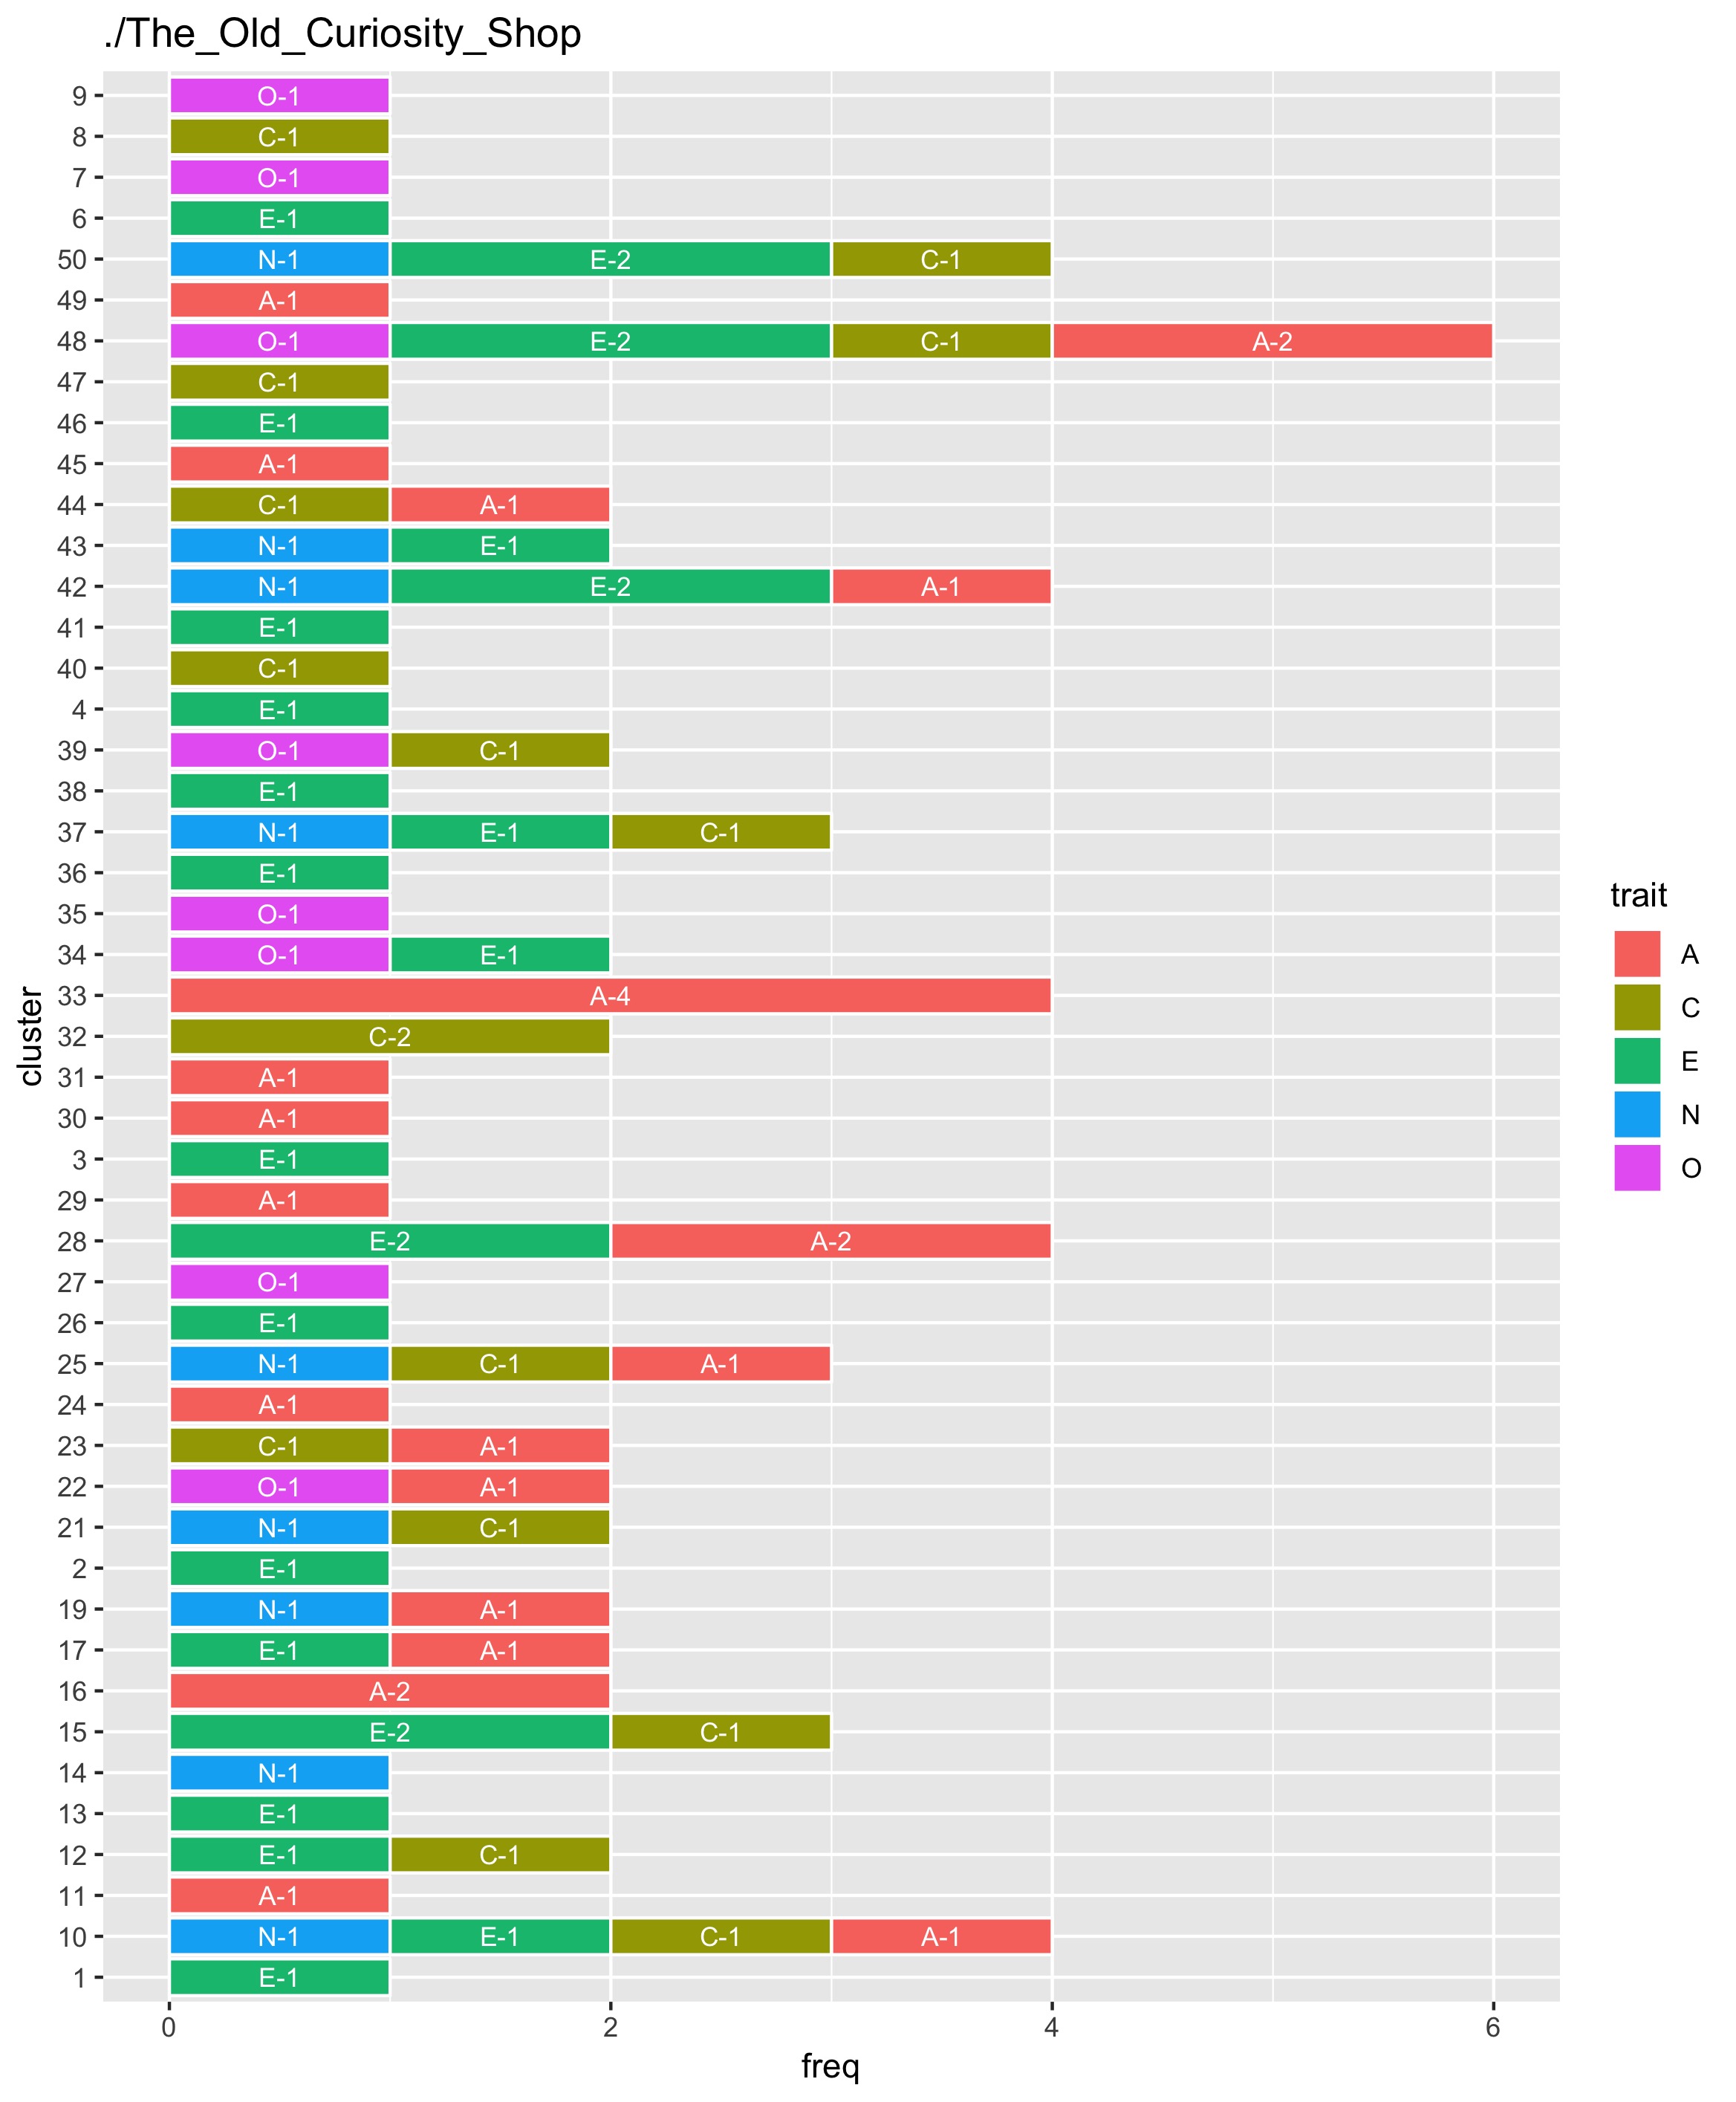 ./The_Old_Curiosity_Shop
9 O-1
8 C-1
7 O-1
6 E-1
50 N-1 E-2 C-1
49 A-1
48 O-1 E-2 C-1 A-2
47 C-1
46 E-1
45 A-1
44 C-1 A-1
43 N-1 E-1
42 N-1 E-2 A-1
41 E-1
40 C-1
4 E-1
39 O-1 C-1
38 E-1
37 N-1 E-1 C-1
36 E-1
35 O-1
34 O-1 E-1
33 A-4
32 C-2
31 A-1
30 A-1
3 E-1
29 A-1
28 E-2 A-2
27 O-1
26 E-1
25 N-1 C-1 A-1
24 A-1
23 C-1 A-1
22 O-1 A-1
21 N-1 C-1
2 E-1
19 N-1 A-1
17 E-1 A-1
16 A-2
15 E-2 C-1
14 N-1
13 E-1
12 E-1 C-1
11 A-1
10 N-1 E-1 C-1 A-1
1 E-1
0 2 4 6
freq
cluster
trait
A
C
E
N
O